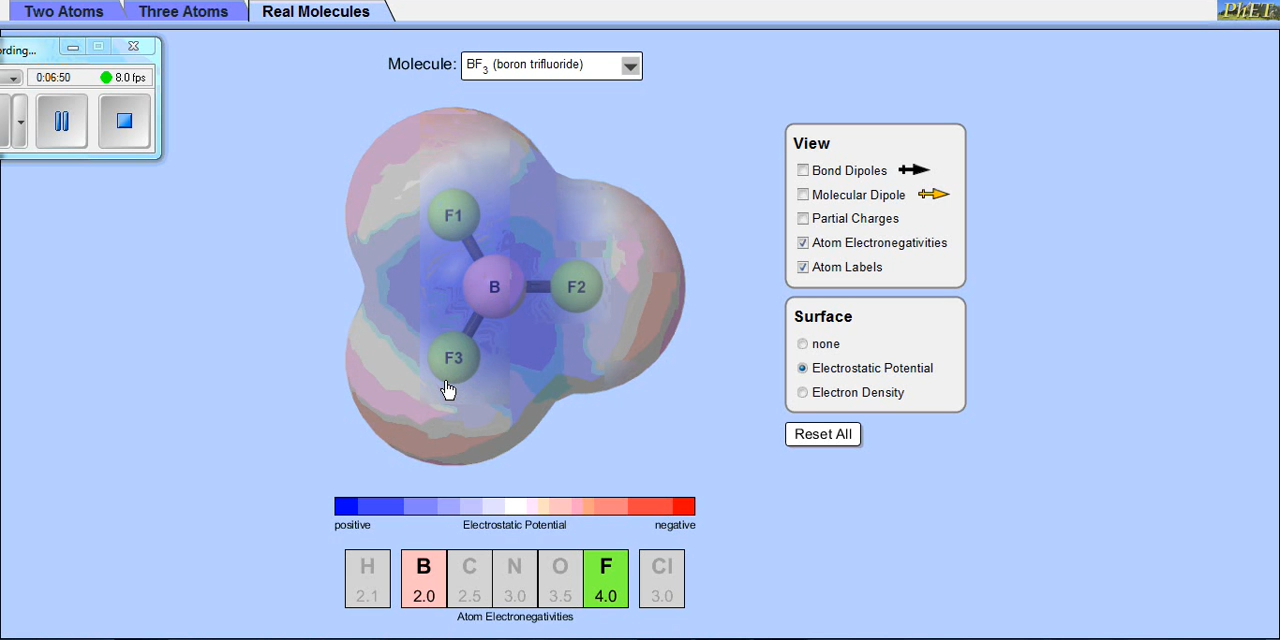 Two Atoms
Three Atoms
Real Molecules
PhET
rding...
0:06:50
8.0 fps
Molecule:
BF3 (boron trifluoride)
F1
B
F2
F3
View
Bond Dipoles
Molecular Dipole
Partial Charges
Atom Electronegativities
Atom Labels
Surface
none
Electrostatic Potential
Electron Density
Reset All
positive Electrostatic Potential negative
H B C N O F Cl
2.1 2.0 2.5 3.0 3.5 4.0 3.0
Atom Electronegativities